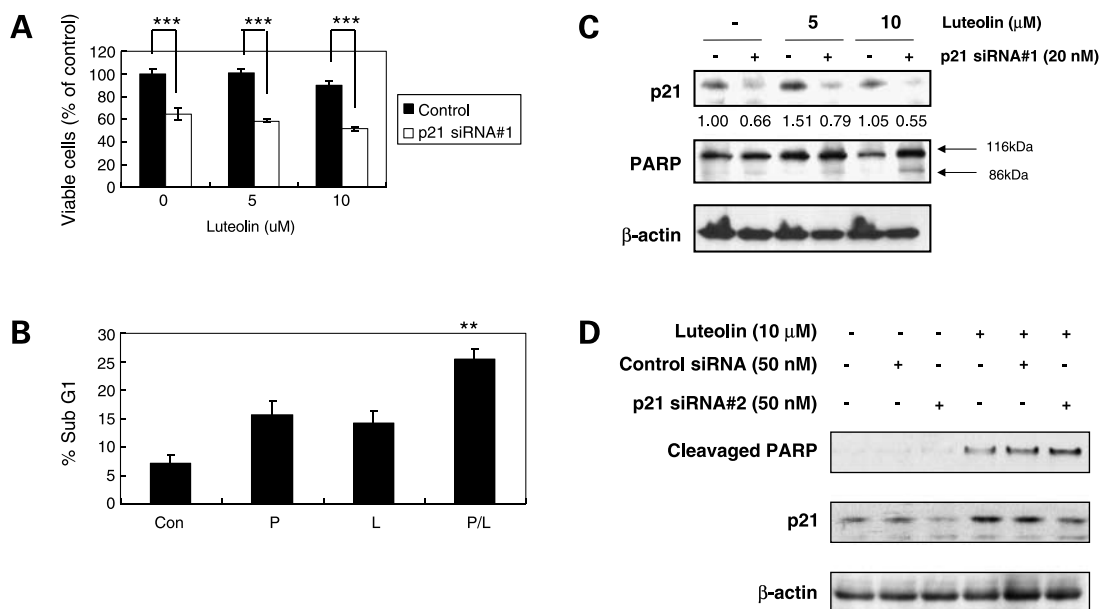 A
*** *** ***
Viable cells (% of control)
120
100
80
60
40
20
0
0 5 10
Luteolin (uM)
Control
p21 siRNA#1
B
**
% Sub G1
30
25
20
15
10
5
0
Con P L P/L
C
- 5 10 Luteolin (μM)
- + - + - + p21 siRNA#1 (20 nM)
p21
1.00 0.66 1.51 0.79 1.05 0.55
PARP
116kDa
86kDa
β-actin
D
Luteolin (10 μM) - - - + + +
Control siRNA (50 nM) - + - - + -
p21 siRNA#2 (50 nM) - - + - - +
Cleavaged PARP
p21
β-actin